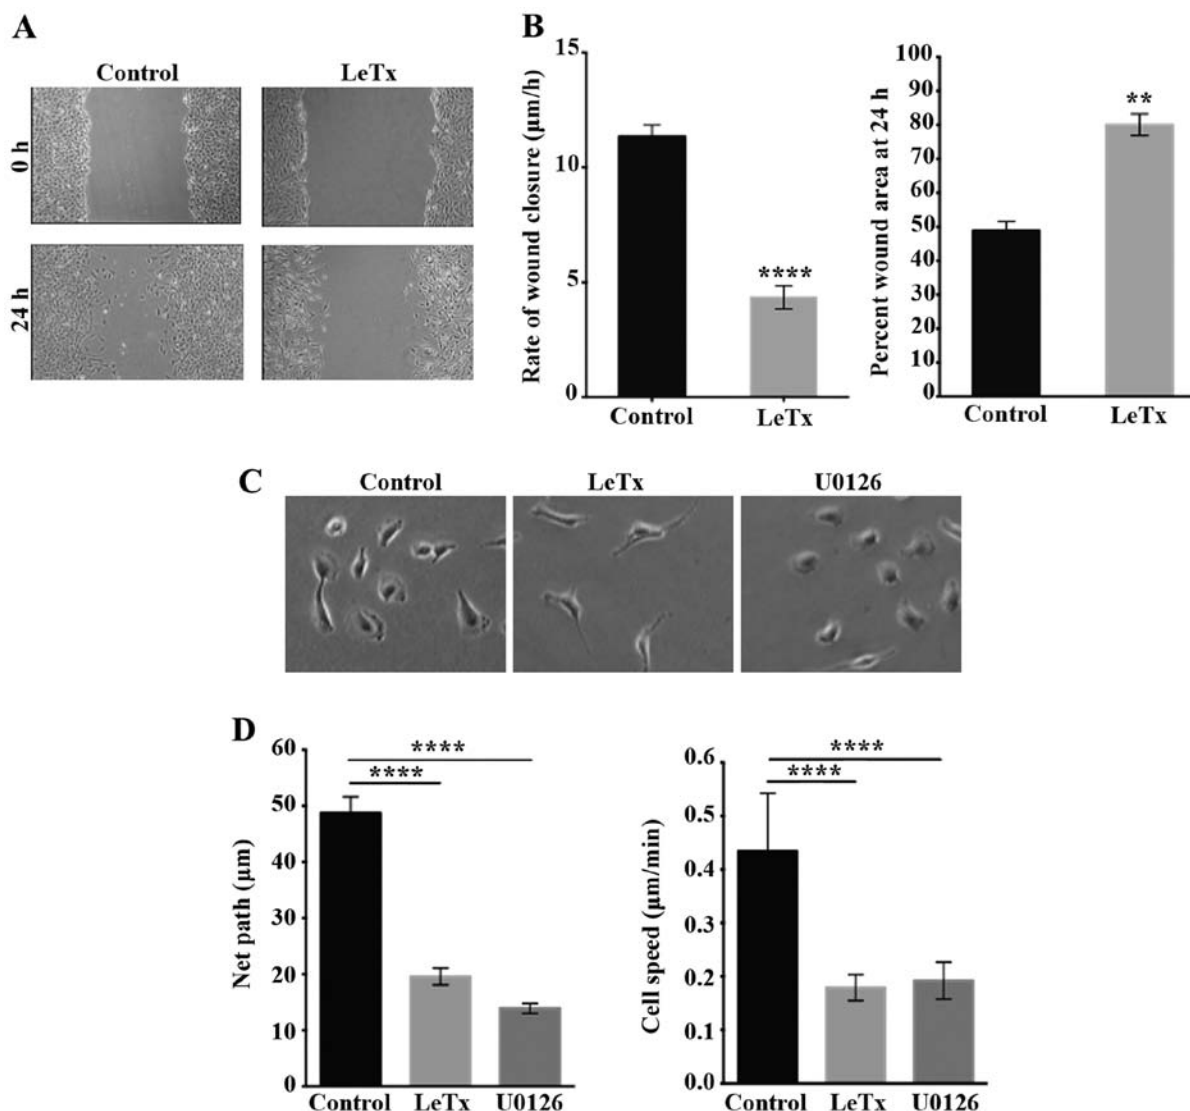 A
Control
LeTx
0 h
24 h
B
Rate of wound closure (µm/h)
15
10
5
0
****
Control
LeTx
Percent wound area at 24 h
100
90
80
70
60
50
40
30
20
10
0
**
Control
LeTx
C
Control
LeTx
U0126
D
Net path (µm)
60
50
40
30
20
10
0
****
****
Control
LeTx
U0126
Cell speed (µm/min)
0.6
0.5
0.4
0.3
0.2
0.1
0.0
****
****
Control
LeTx
U0126